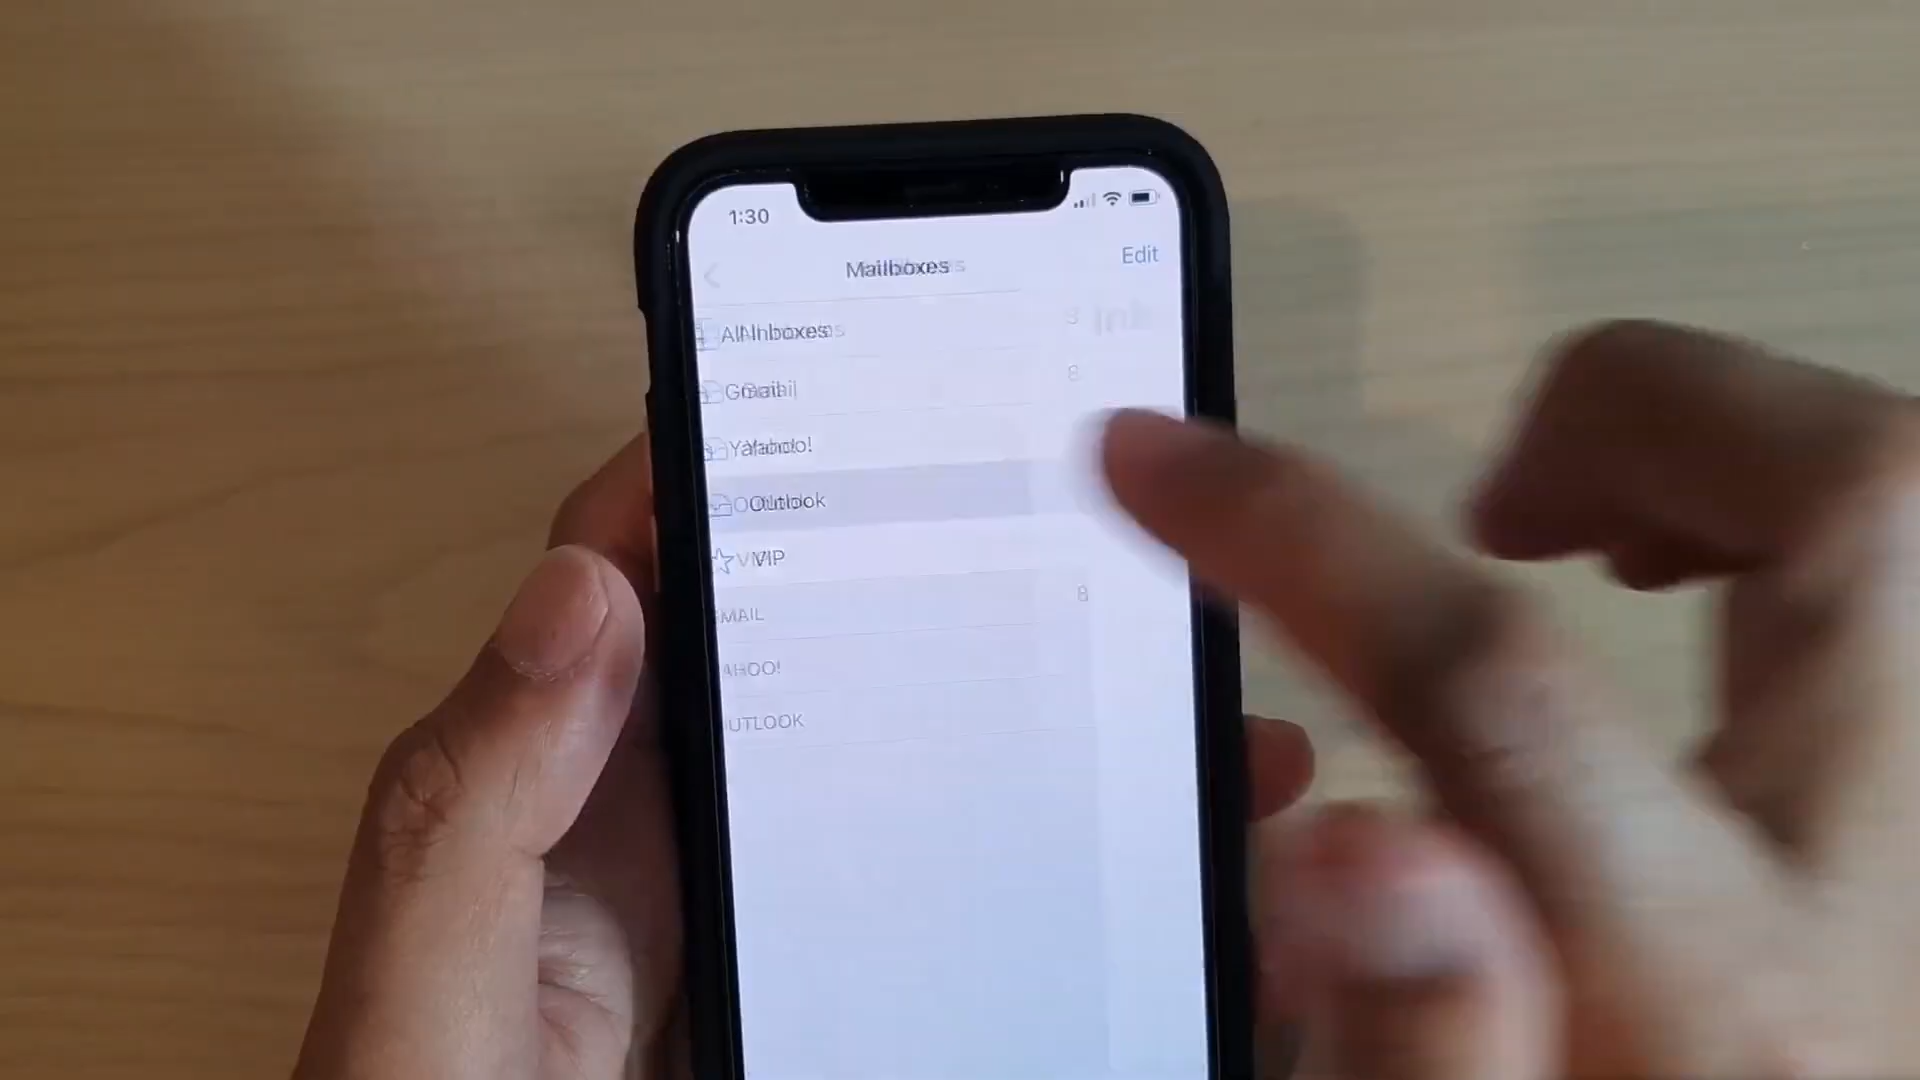 1:30
Mailboxes
Edit
All Inboxes
8
Gmail
8
Yahoo!
Outlook
VIP
MAIL
8
AHOO!
UTLOOK